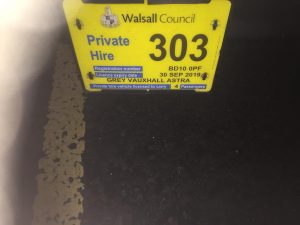 Walsall Council
Private 303
Hire
Registration number BD10 0PF
Licence expiry date 30 SEP 2019
GREY VAUXHALL ASTRA
Private hire vehicle licensed to carry 4 Passengers